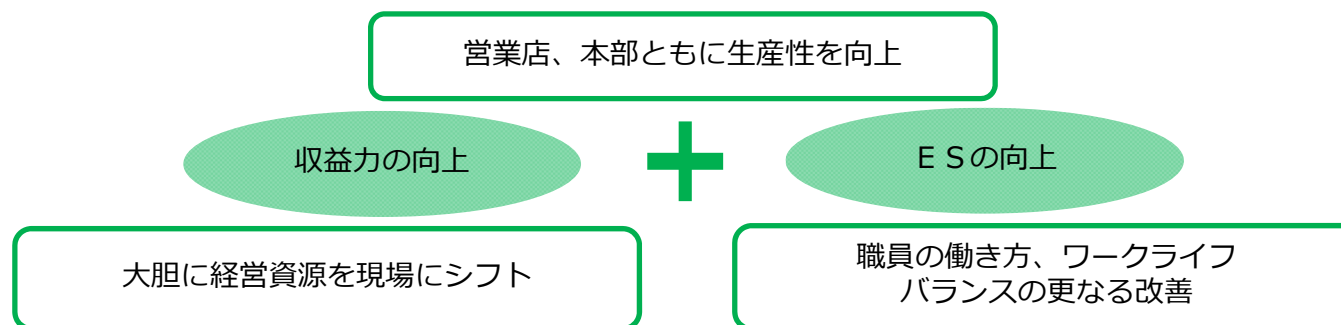 営業店、本部ともに生産性を向上
収益力の向上
ＥＳの向上
大胆に経営資源を現場にシフト
職員の働き方、ワークライフ
バランスの更なる改善